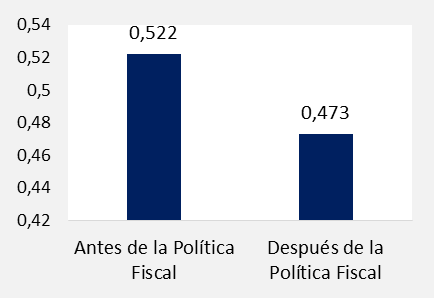 0,54
0,52
0,5
0,48
0,46
0,44
0,42
0,522
0,473
Antes de la Política
Fiscal
Después de la
Política Fiscal